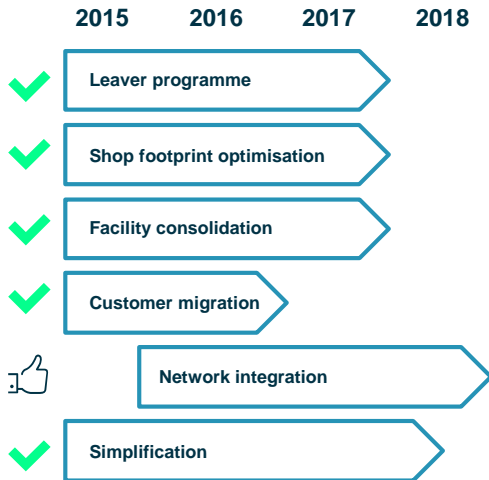 2015 2016 2017 2018
Leaver programme
Shop footprint optimisation
Facility consolidation
Customer migration
Network integration
Simplification